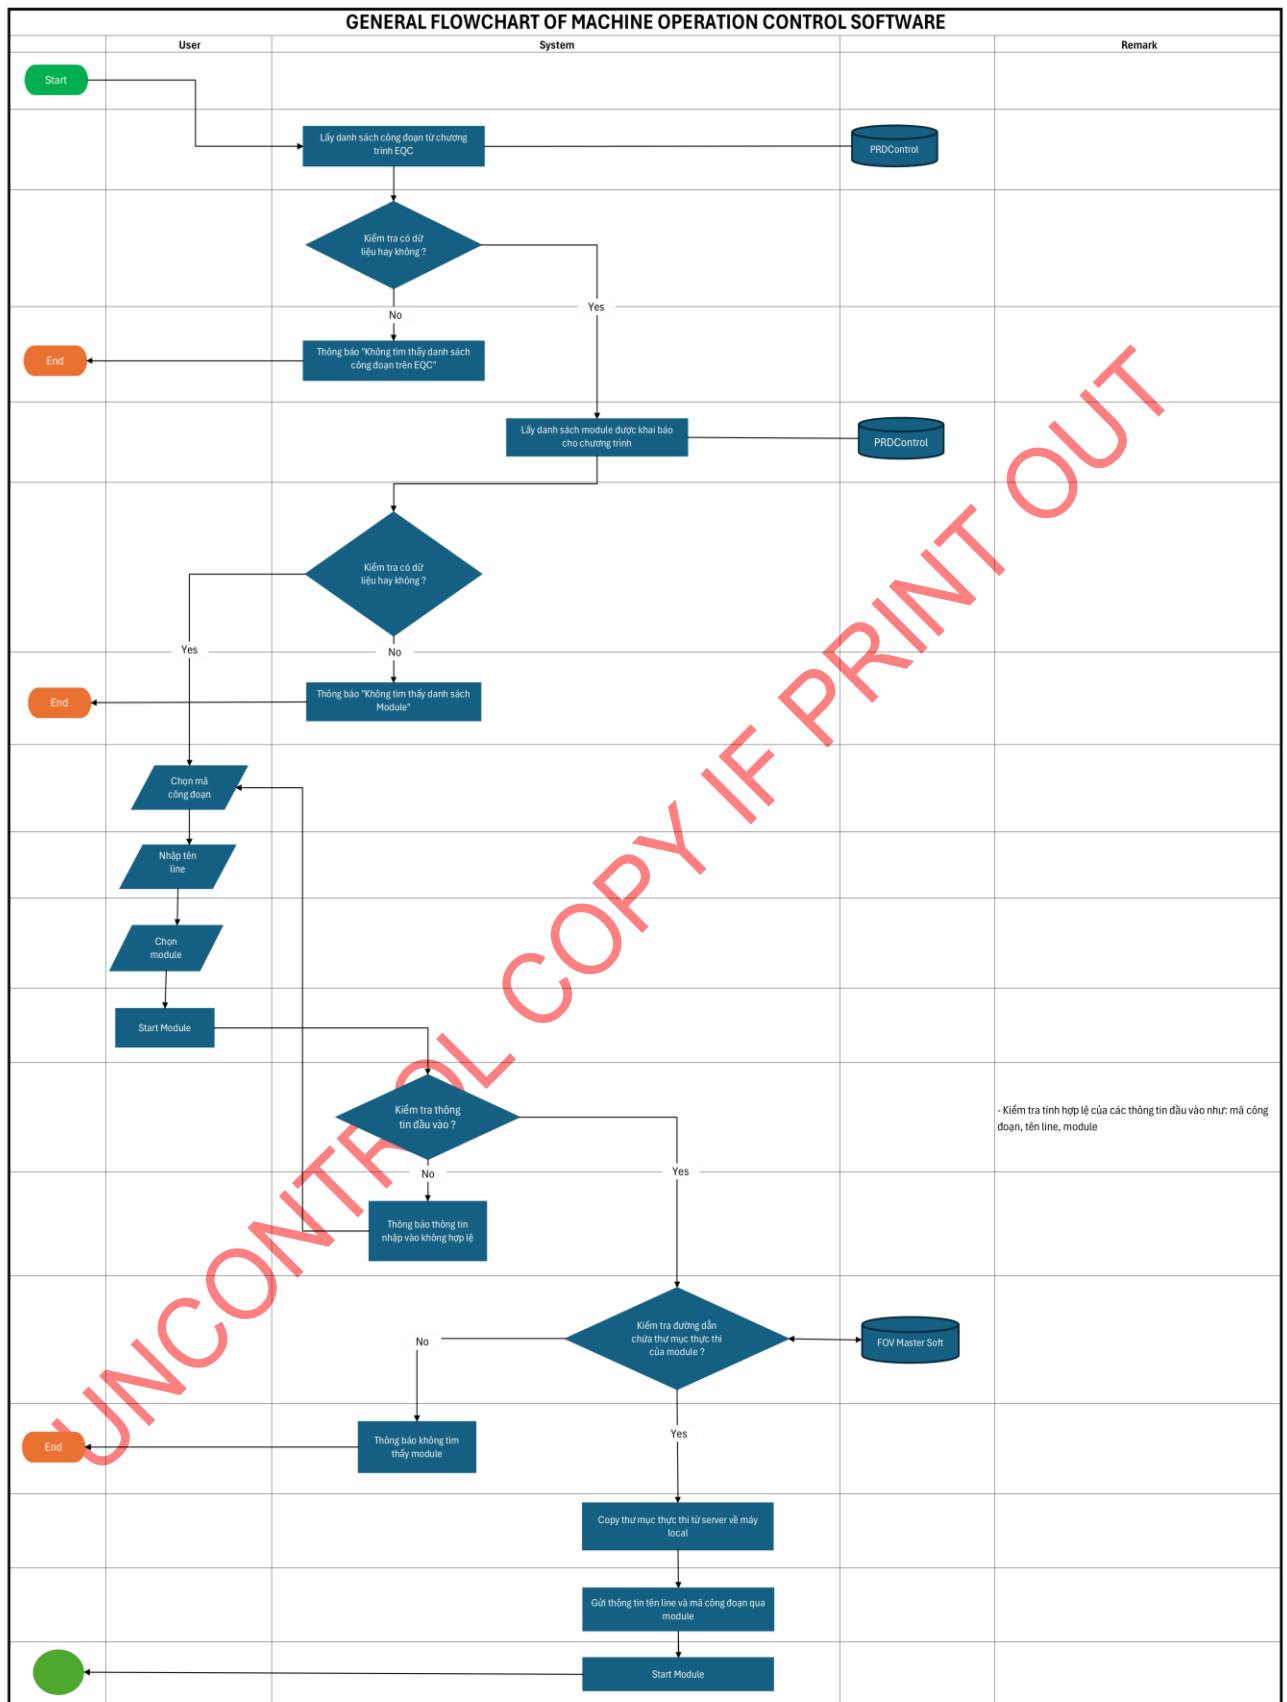 GENERAL FLOWCHART OF MACHINE OPERATION CONTROL SOFTWARE
User
System
Remark
Start
Lấy danh sách công đoạn từ chương
trình EQC
PRDControl
Kiểm tra có dữ
liệu hay không ?
Yes
No
End
Thông báo "Không tìm thấy danh sách
công đoạn trên EQC"
Lấy danh sách module được khai báo
cho chương trình
PRDControl
Kiểm tra có dữ
liệu hay không ?
Yes
No
End
Thông báo "Không tìm thấy danh sách
Module"
Chọn mã
công đoạn
Nhập tên
line
Chọn
module
Start Module
Kiểm tra thông
tin đầu vào ?
- Kiểm tra tính hợp lệ của các thông tin đầu vào như: mã công
đoạn, tên line, module
Yes
No
Thông báo thông tin
nhập vào không hợp lệ
Kiểm tra đường dẫn
chứa thư mục thực thi
của module ?
FOV Master Soft
No
Yes
End
Thông báo không tìm
thấy module
Copy thư mục thực thi từ server về máy
local
Gửi thông tin tên line và mã công đoạn qua
module
Start Module
UNCONTROL COPY IF PRINT OUT